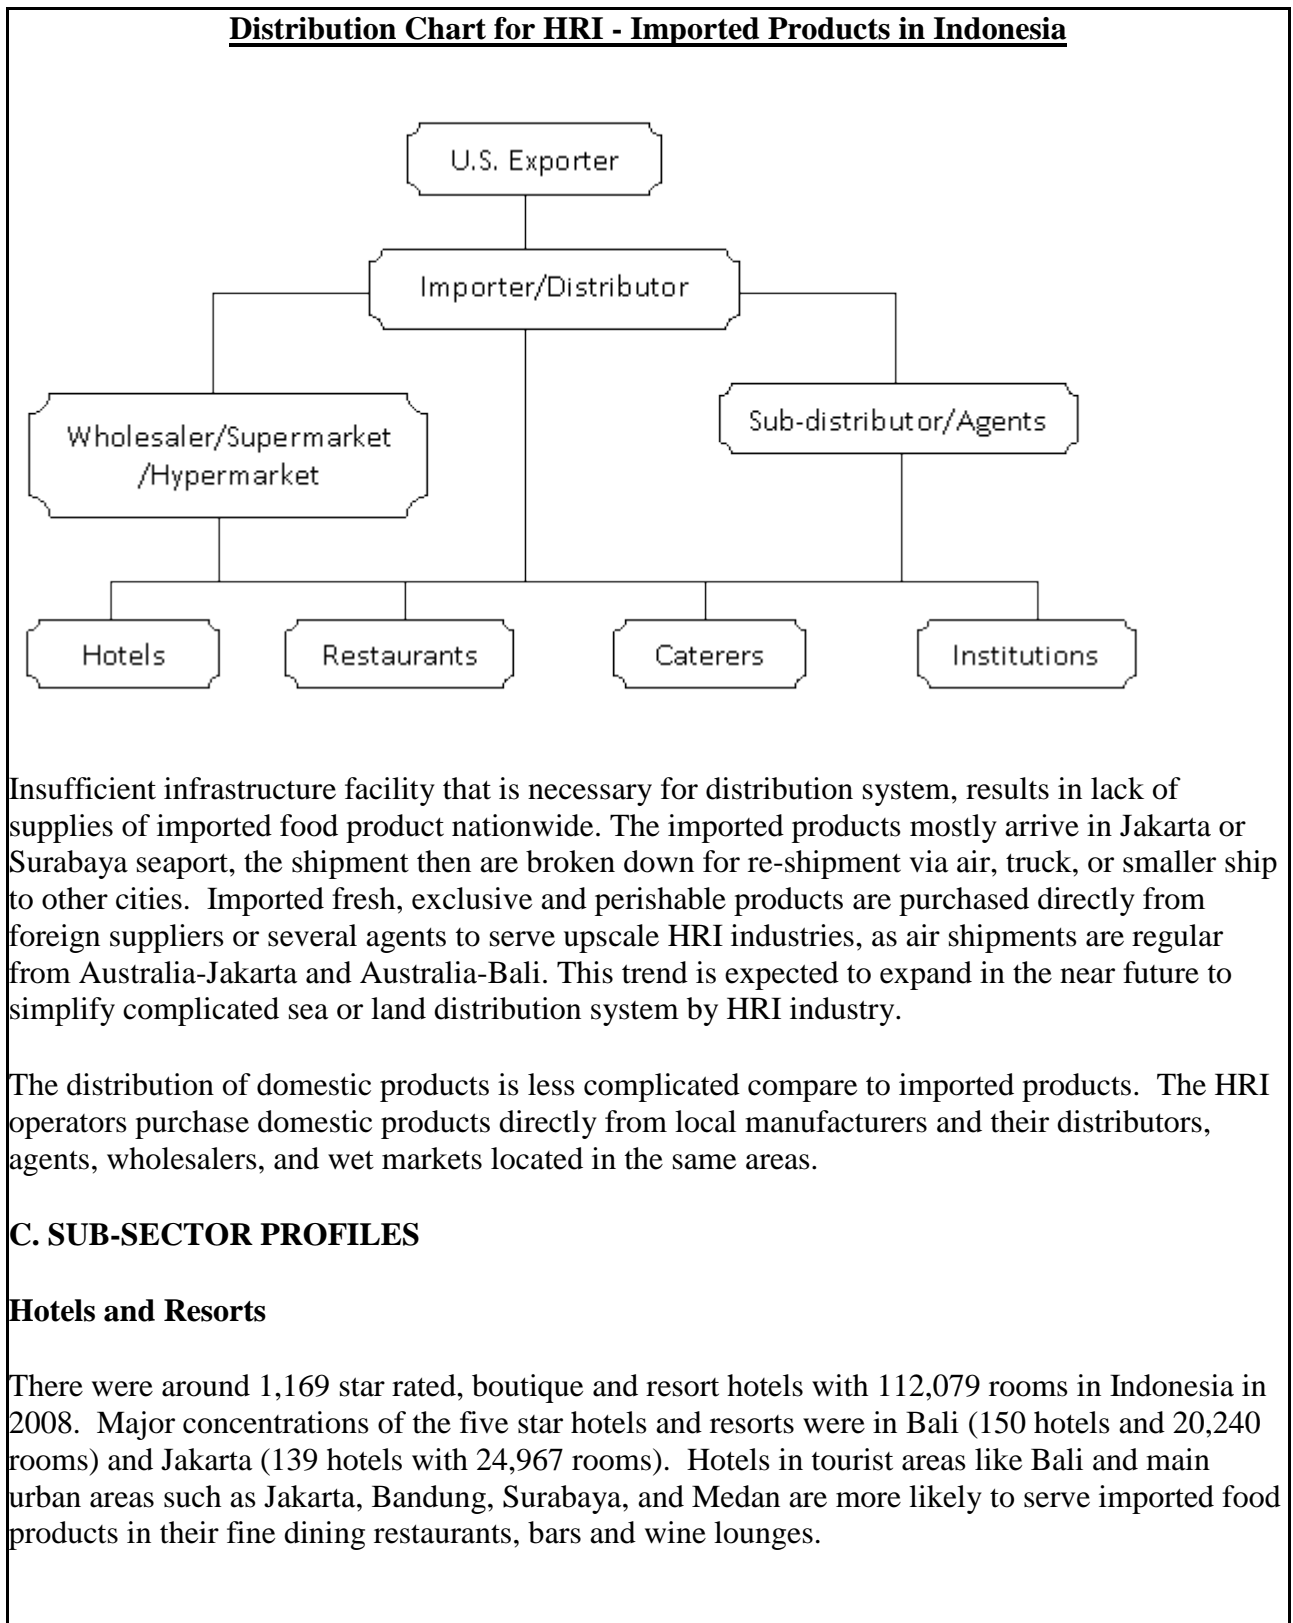 Distribution Chart for HRI - Imported Products in Indonesia
U.S. Exporter
Importer/Distributor
Wholesaler/Supermarket
/Hypermarket
Sub-distributor/Agents
Hotels
Restaurants
Caterers
Institutions
Insufficient infrastructure facility that is necessary for distribution system, results in lack of
supplies of imported food product nationwide. The imported products mostly arrive in Jakarta or
Surabaya seaport, the shipment then are broken down for re-shipment via air, truck, or smaller ship
to other cities.  Imported fresh, exclusive and perishable products are purchased directly from
foreign suppliers or several agents to serve upscale HRI industries, as air shipments are regular
from Australia-Jakarta and Australia-Bali. This trend is expected to expand in the near future to
simplify complicated sea or land distribution system by HRI industry.
The distribution of domestic products is less complicated compare to imported products.  The HRI
operators purchase domestic products directly from local manufacturers and their distributors,
agents, wholesalers, and wet markets located in the same areas.
C. SUB-SECTOR PROFILES
Hotels and Resorts
There were around 1,169 star rated, boutique and resort hotels with 112,079 rooms in Indonesia in
2008.  Major concentrations of the five star hotels and resorts were in Bali (150 hotels and 20,240
rooms) and Jakarta (139 hotels with 24,967 rooms).  Hotels in tourist areas like Bali and main
urban areas such as Jakarta, Bandung, Surabaya, and Medan are more likely to serve imported food
products in their fine dining restaurants, bars and wine lounges.